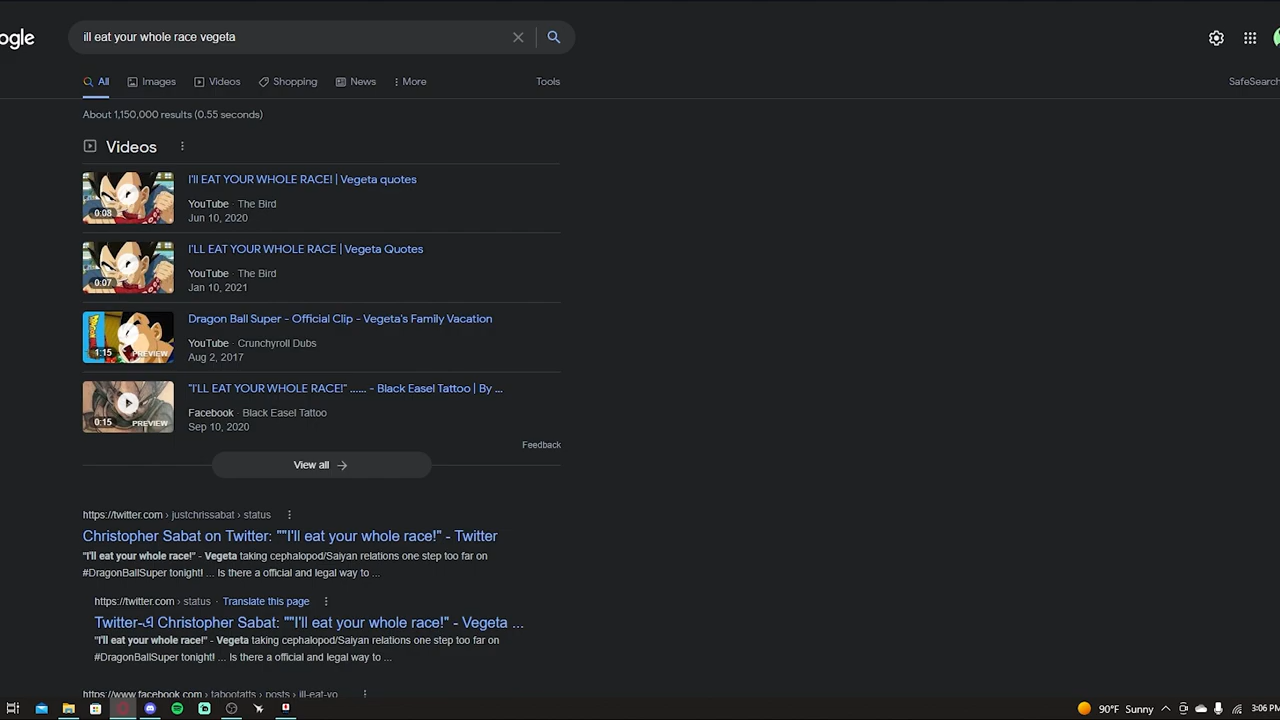 ogle
ill eat your whole race vegeta
All Images Videos Shopping News More Tools SafeSearch
About 1,150,000 results (0.55 seconds)
Videos
I'll EAT YOUR WHOLE RACE! | Vegeta quotes
YouTube · The Bird
0:08
Jun 10, 2020
I'LL EAT YOUR WHOLE RACE | Vegeta Quotes
YouTube · The Bird
0:07
Jan 10, 2021
Dragon Ball Super - Official Clip - Vegeta's Family Vacation
YouTube · Crunchyroll Dubs
1:15 PREVIEW
Aug 2, 2017
"I'LL EAT YOUR WHOLE RACE!" ...... - Black Easel Tattoo | By ...
Facebook · Black Easel Tattoo
0:15 PREVIEW
Sep 10, 2020
Feedback
View all
https://twitter.com › justchrissabat › status
Christopher Sabat on Twitter: ""I'll eat your whole race!" - Twitter
"I'll eat your whole race!" - Vegeta taking cephalopod/Saiyan relations one step too far on
#DragonBallSuper tonight! ... Is there a official and legal way to ...
https://twitter.com › status · Translate this page
Christopher Sabat: ""I'll eat your whole race!" - Vegeta ...
"I'll eat your whole race!" - Vegeta taking cephalopod/Saiyan relations one step too far on
#DragonBallSuper tonight! ... Is there a official and legal way to ...
https://www.facebook.com › tabootatts › posts › ill-eat-yo
90°F Sunny 3:06 PM